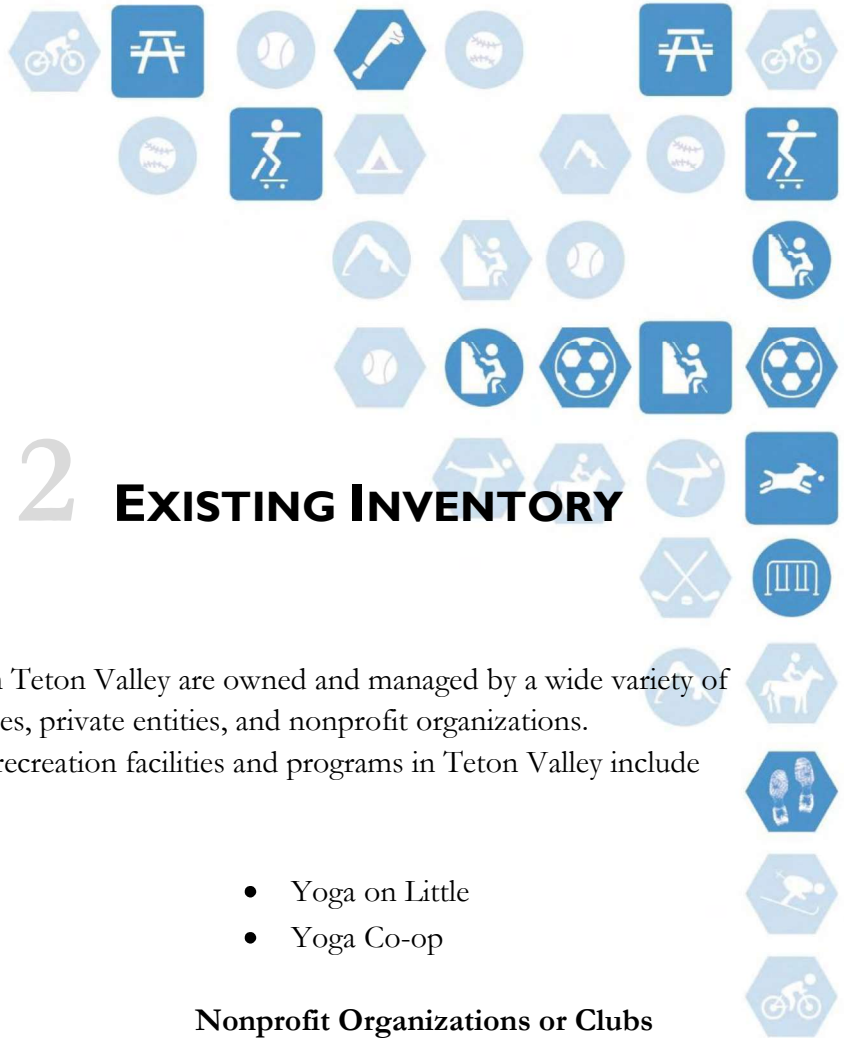 2 EXISTING INVENTORY
n Teton Valley are owned and managed by a wide variety of
es, private entities, and nonprofit organizations.
recreation facilities and programs in Teton Valley include
• Yoga on Little
• Yoga Co-op
Nonprofit Organizations or Clubs